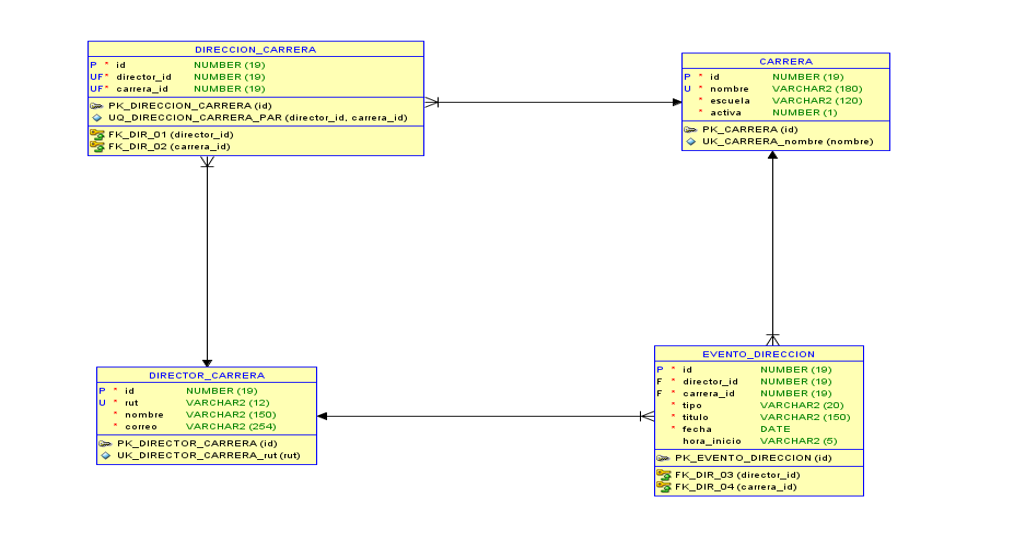 DIRECCION_CARRERA
P * id NUMBER (19)
UF* director_id NUMBER (19)
UF* carrera_id NUMBER (19)
PK_DIRECCION_CARRERA (id)
UQ_DIRECCION_CARRERA_PAR (director_id, carrera_id)
FK_DIR_01 (director_id)
FK_DIR_02 (carrera_id)
CARRERA
P * id NUMBER (19)
U * nombre VARCHAR2 (180)
* escuela VARCHAR2 (120)
* activa NUMBER (1)
PK_CARRERA (id)
UK_CARRERA_nombre (nombre)
DIRECTOR_CARRERA
P * id NUMBER (19)
U * rut VARCHAR2 (12)
* nombre VARCHAR2 (150)
* correo VARCHAR2 (254)
PK_DIRECTOR_CARRERA (id)
UK_DIRECTOR_CARRERA_rut (rut)
EVENTO_DIRECCION
P * id NUMBER (19)
F * director_id NUMBER (19)
F * carrera_id NUMBER (19)
* tipo VARCHAR2 (20)
* titulo VARCHAR2 (150)
* fecha DATE
hora_inicio VARCHAR2 (5)
PK_EVENTO_DIRECCION (id)
FK_DIR_03 (director_id)
FK_DIR_04 (carrera_id)